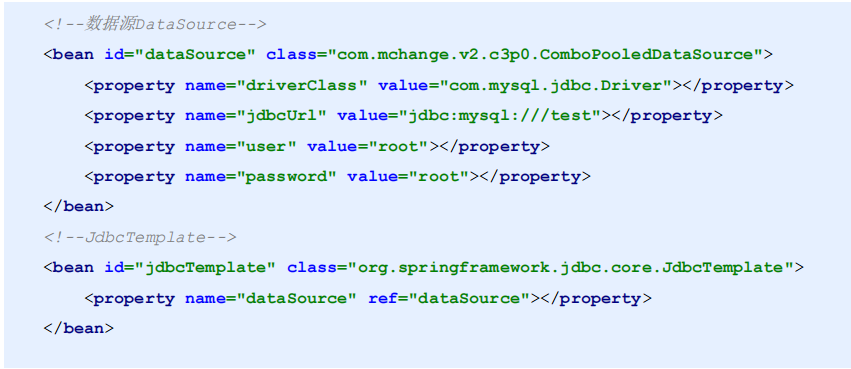 <!--数据源DataSource-->
<bean id="dataSource" class="com.mchange.v2.c3p0.ComboPooledDataSource">
    <property name="driverClass" value="com.mysql.jdbc.Driver"></property>
    <property name="jdbcUrl" value="jdbc:mysql:///test"></property>
    <property name="user" value="root"></property>
    <property name="password" value="root"></property>
</bean>
<!--JdbcTemplate-->
<bean id="jdbcTemplate" class="org.springframework.jdbc.core.JdbcTemplate">
    <property name="dataSource" ref="dataSource"></property>
</bean>